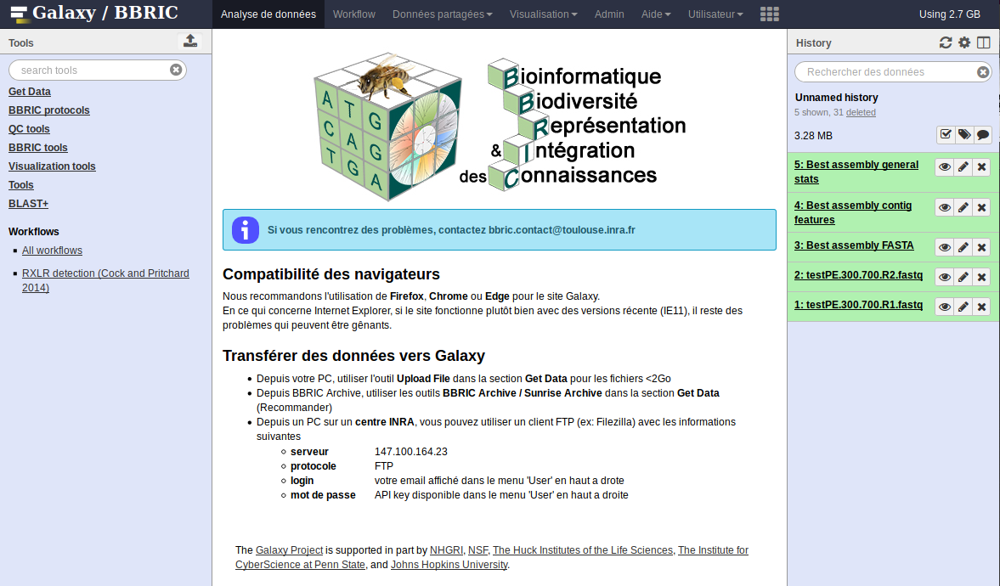 Galaxy / BBRIC
Analyse de données
Workflow
Données partagées
Visualisation
Admin
Aide
Utilisateur
Using 2.7 GB
Tools
search tools
Get Data
BBRIC protocols
QC tools
BBRIC tools
Visualization tools
Tools
BLAST+
Workflows
All workflows
RXLR detection (Cock and Pritchard
2014)
A T G
C A G
T G A
Bioinformatique
Biodiversité
Représentation
& Intégration
des Connaissances
Si vous rencontrez des problèmes, contactez bbric.contact@toulouse.inra.fr
Compatibilité des navigateurs
Nous recommandons l'utilisation de Firefox, Chrome ou Edge pour le site Galaxy.
En ce qui concerne Internet Explorer, si le site fonctionne plutôt bien avec des versions récente (IE11), il reste des
problèmes qui peuvent être gênants.
Transférer des données vers Galaxy
Depuis votre PC, utiliser l'outil Upload File dans la section Get Data pour les fichiers <2Go
Depuis BBRIC Archive, utiliser les outils BBRIC Archive / Sunrise Archive dans la section Get Data
(Recommander)
Depuis un PC sur un centre INRA, vous pouvez utiliser un client FTP (ex: Filezilla) avec les informations
suivantes
serveur 147.100.164.23
protocole FTP
login votre email affiché dans le menu 'User' en haut a drote
mot de passe API key disponible dans le menu 'User' en haut a droite
The Galaxy Project is supported in part by NHGRI, NSF, The Huck Institutes of the Life Sciences, The Institute for
CyberScience at Penn State, and Johns Hopkins University.
History
Rechercher des données
Unnamed history
5 shown, 31 deleted
3.28 MB
5: Best assembly general
stats
4: Best assembly contig
features
3: Best assembly FASTA
2: testPE.300.700.R2.fastq
1: testPE.300.700.R1.fastq